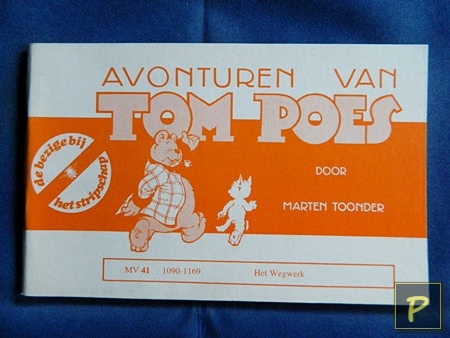 AVONTUREN VAN
TOM POES
de bezige bij
het stripschap
DOOR
MARTEN TOONDER
MV 41 1090-1169 Het Wegwerk
P